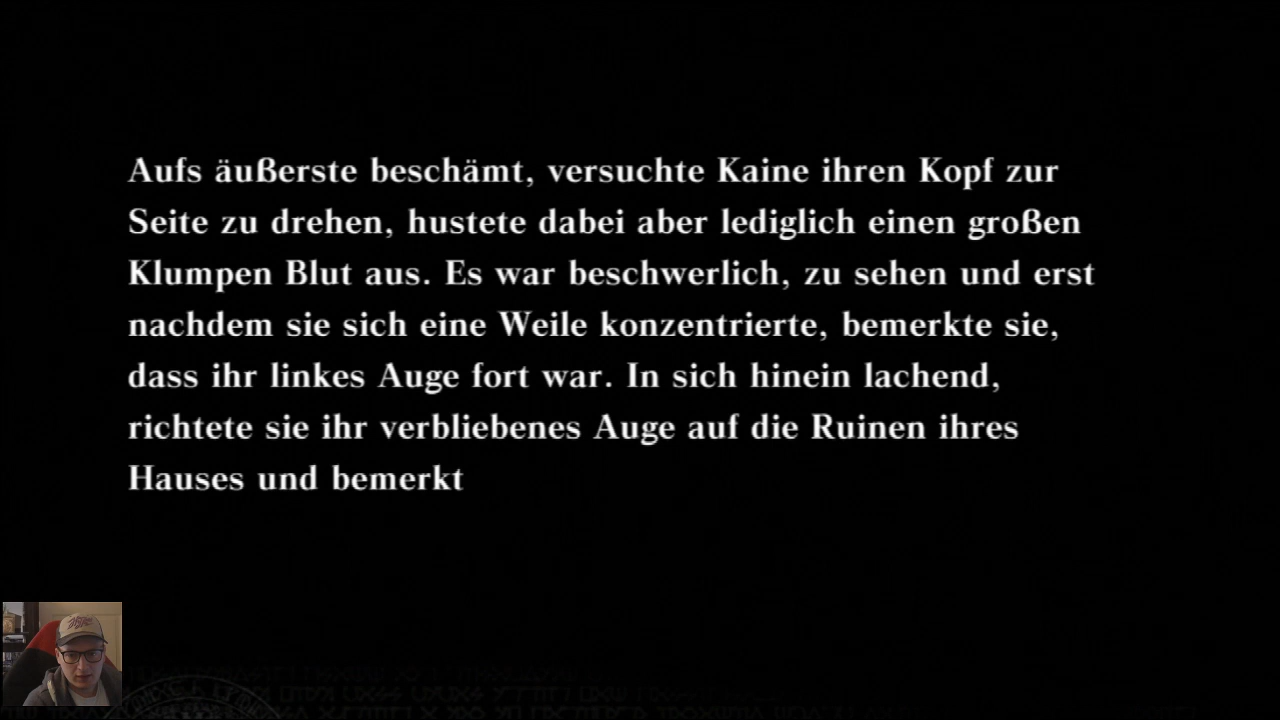 Aufs äußerste beschämt, versuchte Kaine ihren Kopf zur
Seite zu drehen, hustete dabei aber lediglich einen großen
Klumpen Blut aus. Es war beschwerlich, zu sehen und erst
nachdem sie sich eine Weile konzentrierte, bemerkte sie,
dass ihr linkes Auge fort war. In sich hinein lachend,
richtete sie ihr verbliebenes Auge auf die Ruinen ihres
Hauses und bemerkt